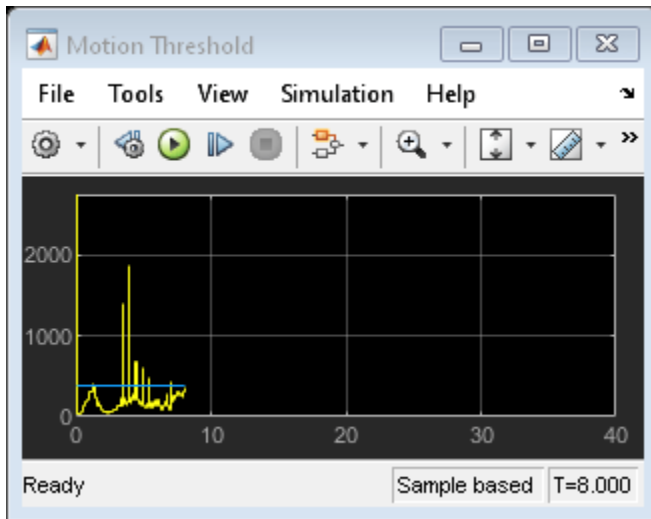 Motion Threshold
File Tools View Simulation Help
2000
1000
0
0 10 20 30 40
Ready Sample based T=8.000